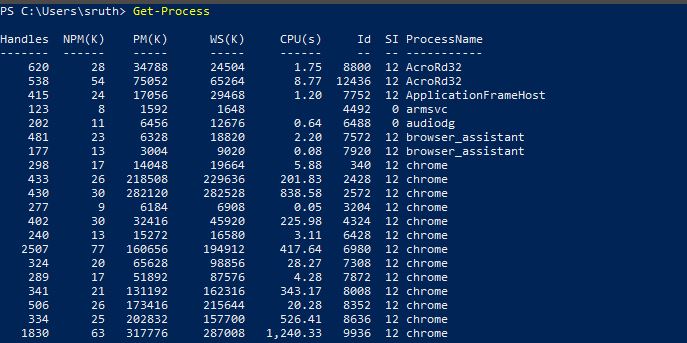 PS C:\Users\sruth> Get-Process
Handles NPM(K) PM(K) WS(K) CPU(s) Id SI ProcessName
------- ------ ----- ----- ------ -- -- -----------
620 28 34788 24504 1.75 8800 12 AcroRd32
538 54 75052 65264 8.77 12436 12 AcroRd32
415 24 17056 29468 1.20 7752 12 ApplicationFrameHost
123 8 1592 1648 4492 0 armsvc
202 11 6456 12676 0.64 6488 0 audiodg
481 23 6328 18820 2.20 7572 12 browser_assistant
177 13 3004 9020 0.08 7920 12 browser_assistant
298 17 14048 19664 5.88 340 12 chrome
433 26 218508 229636 201.83 2428 12 chrome
430 30 282120 282528 838.58 2572 12 chrome
277 9 6184 6908 0.05 3204 12 chrome
402 30 32416 45920 225.98 4324 12 chrome
240 13 15272 16580 3.11 6428 12 chrome
2507 77 160656 194912 417.64 6980 12 chrome
324 20 65628 98856 28.27 7308 12 chrome
289 17 51892 87576 4.28 7872 12 chrome
341 21 131192 162316 343.17 8008 12 chrome
506 26 173416 215644 20.28 8352 12 chrome
334 25 202832 157700 526.41 8636 12 chrome
1830 63 317776 287008 1,240.33 9936 12 chrome